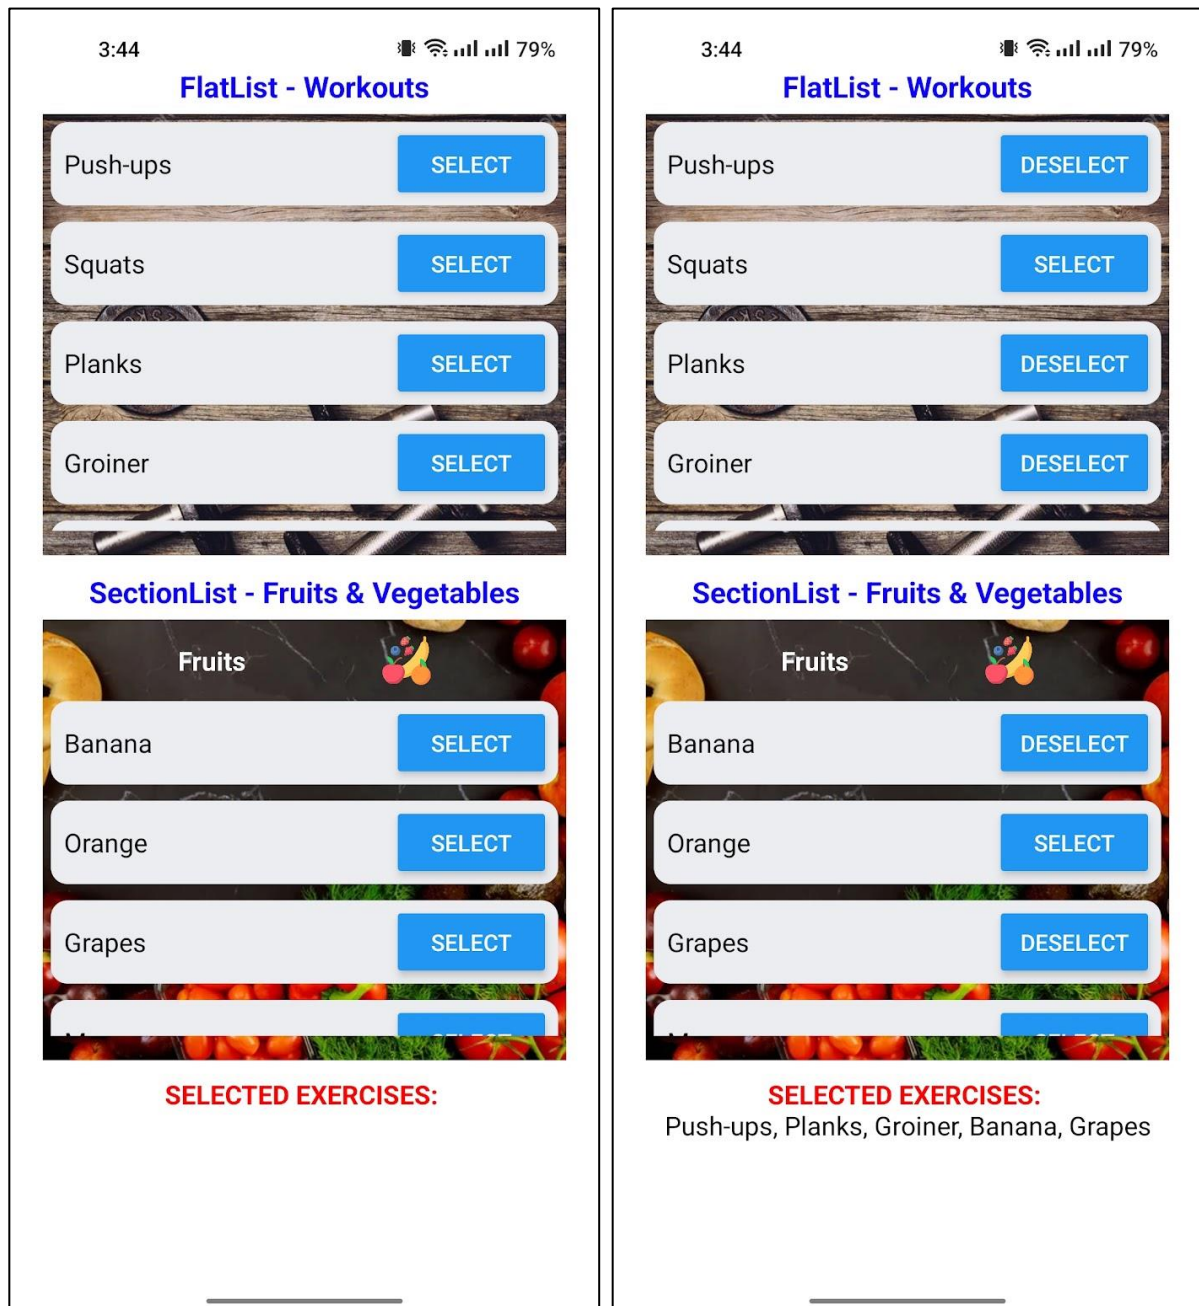 3:44
79%
FlatList - Workouts
Push-ups SELECT
Squats SELECT
Planks SELECT
Groiner SELECT
SectionList - Fruits & Vegetables
Fruits
Banana SELECT
Orange SELECT
Grapes SELECT
SELECT
SELECTED EXERCISES:
3:44
79%
FlatList - Workouts
Push-ups DESELECT
Squats SELECT
Planks DESELECT
Groiner DESELECT
SectionList - Fruits & Vegetables
Fruits
Banana DESELECT
Orange SELECT
Grapes DESELECT
SELECT
SELECTED EXERCISES:
Push-ups, Planks, Groiner, Banana, Grapes